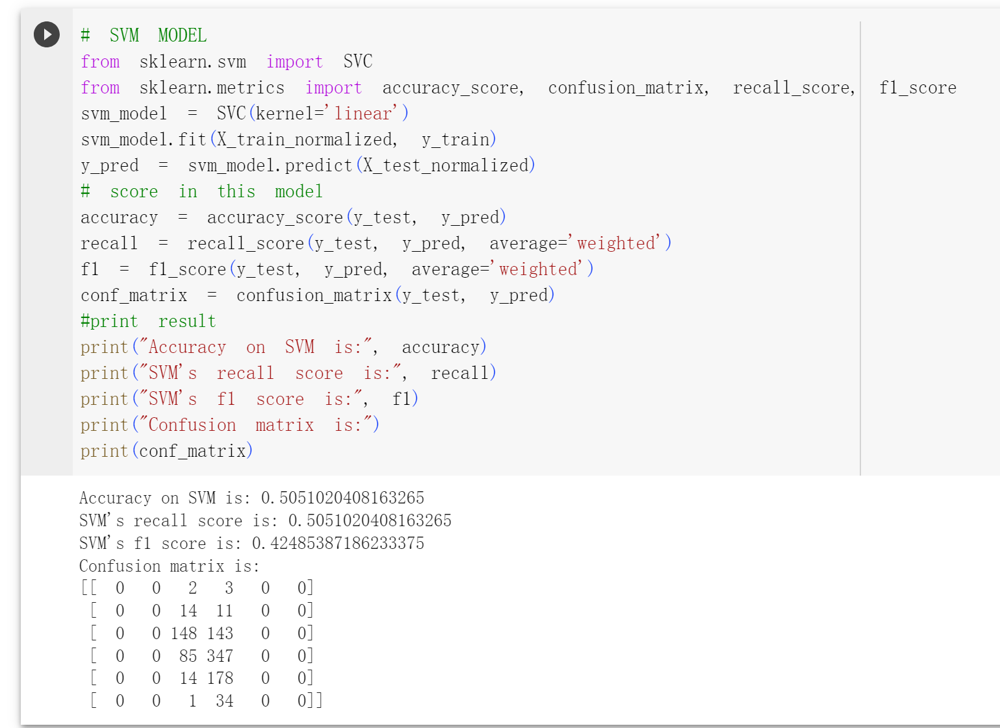 # SVM MODEL
from sklearn.svm import SVC
from sklearn.metrics import accuracy_score, confusion_matrix, recall_score, f1_score
svm_model = SVC(kernel='linear')
svm_model.fit(X_train_normalized, y_train)
y_pred = svm_model.predict(X_test_normalized)
# score in this model
accuracy = accuracy_score(y_test, y_pred)
recall = recall_score(y_test, y_pred, average='weighted')
f1 = f1_score(y_test, y_pred, average='weighted')
conf_matrix = confusion_matrix(y_test, y_pred)
#print result
print("Accuracy on SVM is:", accuracy)
print("SVM's recall score is:", recall)
print("SVM's f1 score is:", f1)
print("Confusion matrix is:")
print(conf_matrix)
Accuracy on SVM is: 0.5051020408163265
SVM's recall score is: 0.5051020408163265
SVM's f1 score is: 0.42485387186233375
Confusion matrix is:
[[  0   0   2   3   0   0]
 [  0   0  14  11   0   0]
 [  0   0 148 143   0   0]
 [  0   0  85 347   0   0]
 [  0   0  14 178   0   0]
 [  0   0   1  34   0   0]]